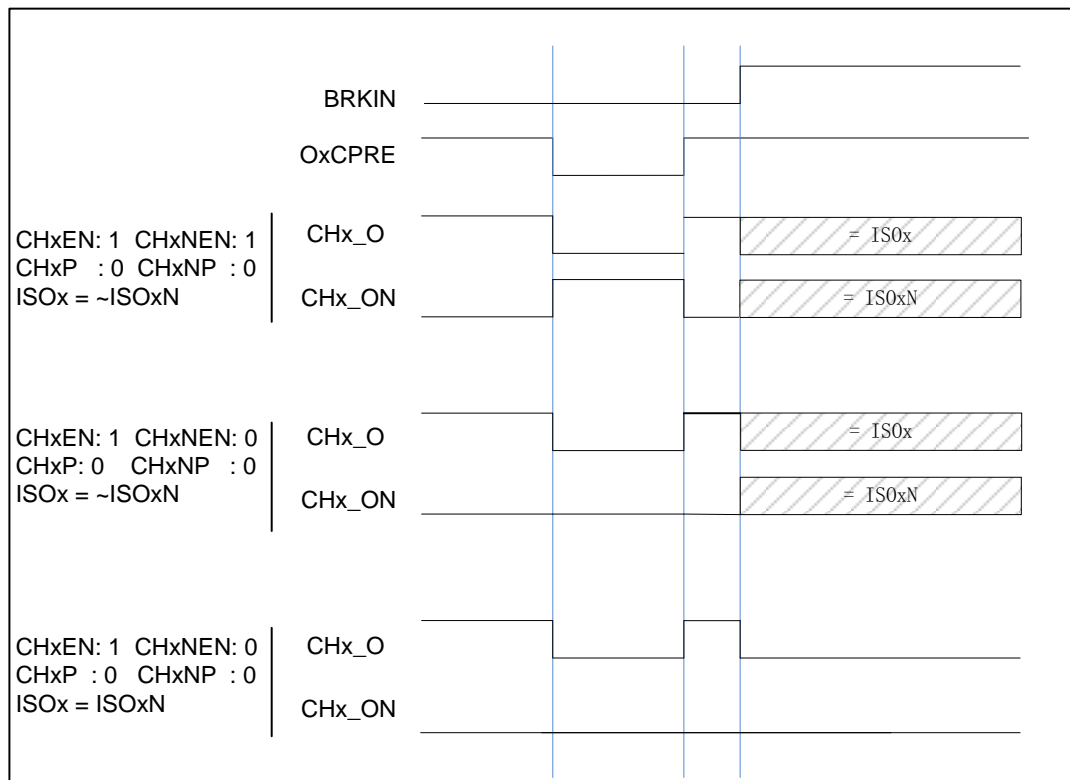 BRKIN
OxCPRE
CHxEN: 1 CHxNEN: 1
CHxP : 0 CHxNP : 0
ISOx = ~ISOxN
CHx_O
= ISOx
CHx_ON
= ISOxN
CHxEN: 1 CHxNEN: 0
CHxP: 0 CHxNP : 0
ISOx = ~ISOxN
CHx_O
= ISOx
CHx_ON
= ISOxN
CHxEN: 1 CHxNEN: 0
CHxP : 0 CHxNP : 0
ISOx = ISOxN
CHx_O
CHx_ON